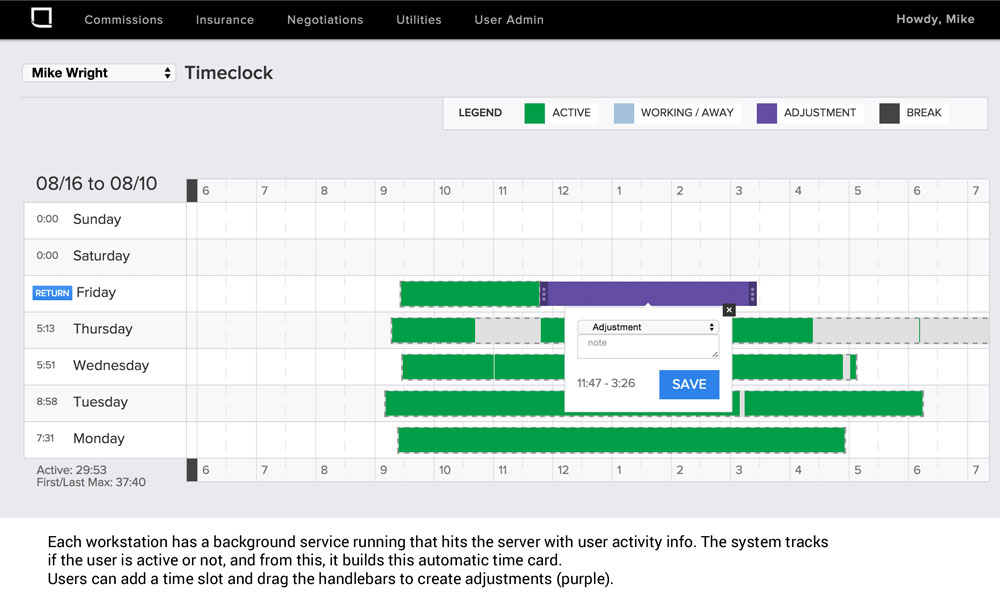 Commissions Insurance Negotiations Utilities User Admin Howdy, Mike
Mike Wright Timeclock
LEGEND ACTIVE WORKING / AWAY ADJUSTMENT BREAK
08/16 to 08/10 6 7 8 9 10 11 12 1 2 3 4 5 6 7
0:00 Sunday
0:00 Saturday
RETURN Friday
5:13 Thursday
Adjustment
note
5:51 Wednesday
11:47 - 3:26 SAVE
8:58 Tuesday
7:31 Monday
Active: 29:53 6 7 8 9 10 11 12 1 2 3 4 5 6 7
First/Last Max: 37:40
Each workstation has a background service running that hits the server with user activity info. The system tracks
if the user is active or not, and from this, it builds this automatic time card.
Users can add a time slot and drag the handlebars to create adjustments (purple).